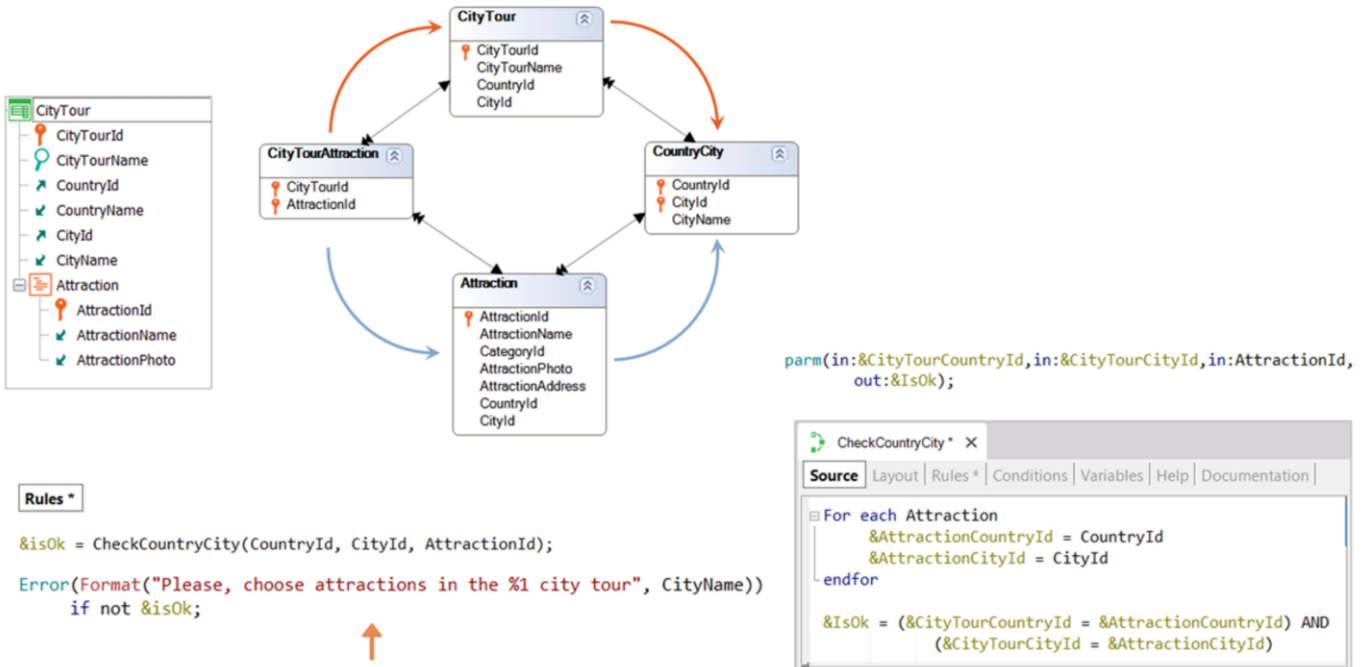 CityTour
CityTourId
CityTourName
CountryId
CountryName
CityId
CityName
Attraction
AttractionId
AttractionName
AttractionPhoto
CityTour
CityTourId
CityTourName
CountryId
CityId
CityTourAttraction
CityTourId
AttractionId
CountryCity
CountryId
CityId
CityName
Attraction
AttractionId
AttractionName
CategoryId
AttractionPhoto
AttractionAddress
CountryId
CityId
parm(in:&CityTourCountryId,in:&CityTourCityId,in:AttractionId,
out:&IsOk);
Rules *
&isOk = CheckCountryCity(CountryId, CityId, AttractionId);
Error(Format("Please, choose attractions in the %1 city tour", CityName))
if not &isOk;
CheckCountryCity * X
Source Layout Rules * Conditions Variables Help Documentation
For each Attraction
&AttractionCountryId = CountryId
&AttractionCityId = CityId
endfor
&IsOk = (&CityTourCountryId = &AttractionCountryId) AND
(&CityTourCityId = &AttractionCityId)